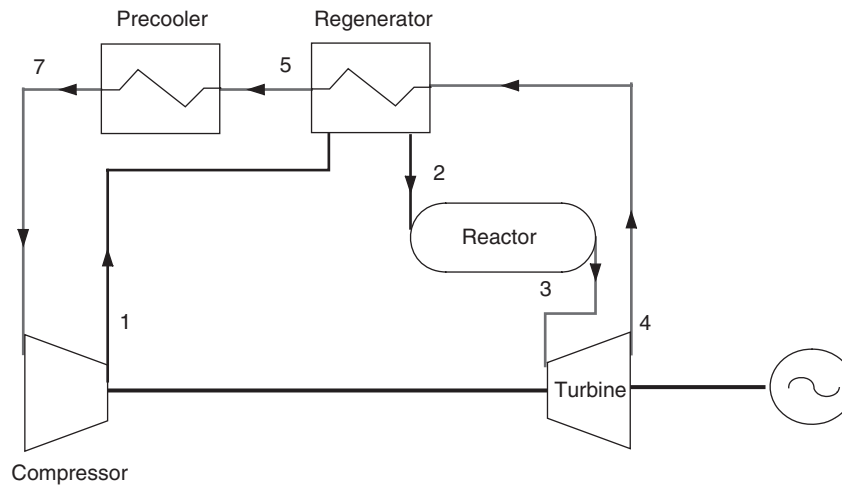 Precooler
Regenerator
7
5
2
Reactor
3
1
4
Turbine
Compressor